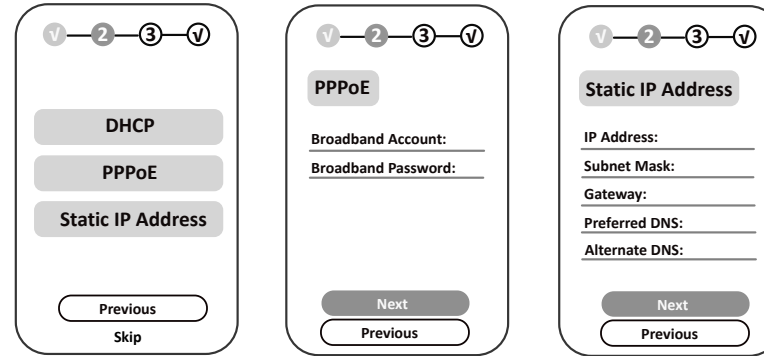 √ 2 3 √
DHCP
PPPoE
Static IP Address
Previous
Skip
√ 2 3 √
PPPoE
Broadband Account:
Broadband Password:
Next
Previous
√ 2 3 √
Static IP Address
IP Address:
Subnet Mask:
Gateway:
Preferred DNS:
Alternate DNS:
Next
Previous